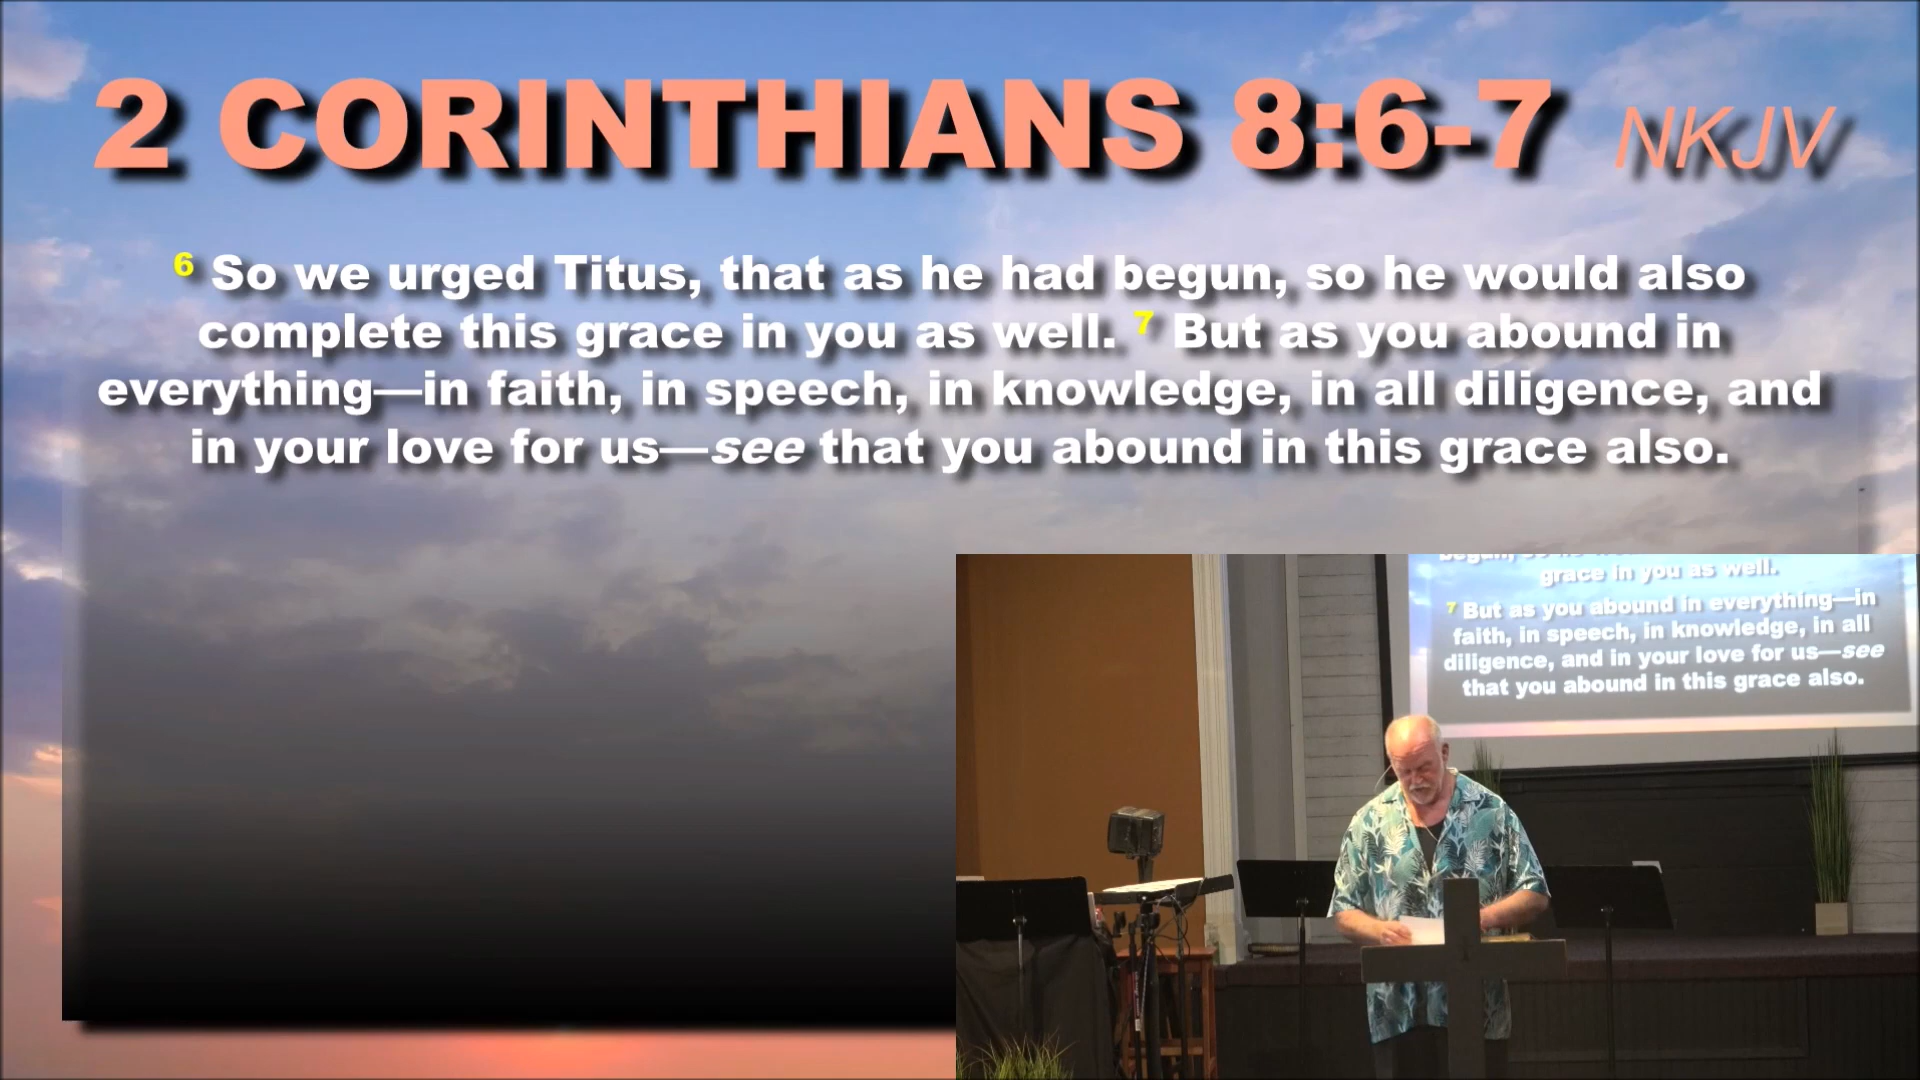 2 CORINTHIANS 8:6-7 NKJV
6 So we urged Titus, that as he had begun, so he would also
complete this grace in you as well. 7 But as you abound in
everything—in faith, in speech, in knowledge, in all diligence, and
in your love for us—see that you abound in this grace also.
grace in you as well.
7 But as you abound in everything—in
faith, in speech, in knowledge, in all
diligence, and in your love for us—see
that you abound in this grace also.